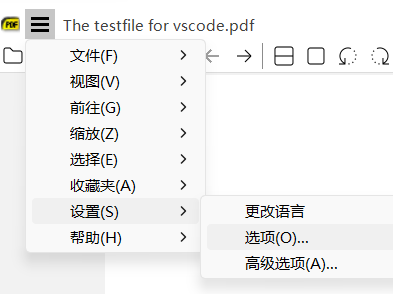 PDF
The testfile for vscode.pdf
文件(F)
视图(V)
前往(G)
缩放(Z)
选择(E)
收藏夹(A)
设置(S)
帮助(H)
更改语言
选项(O)...
高级选项(A)...